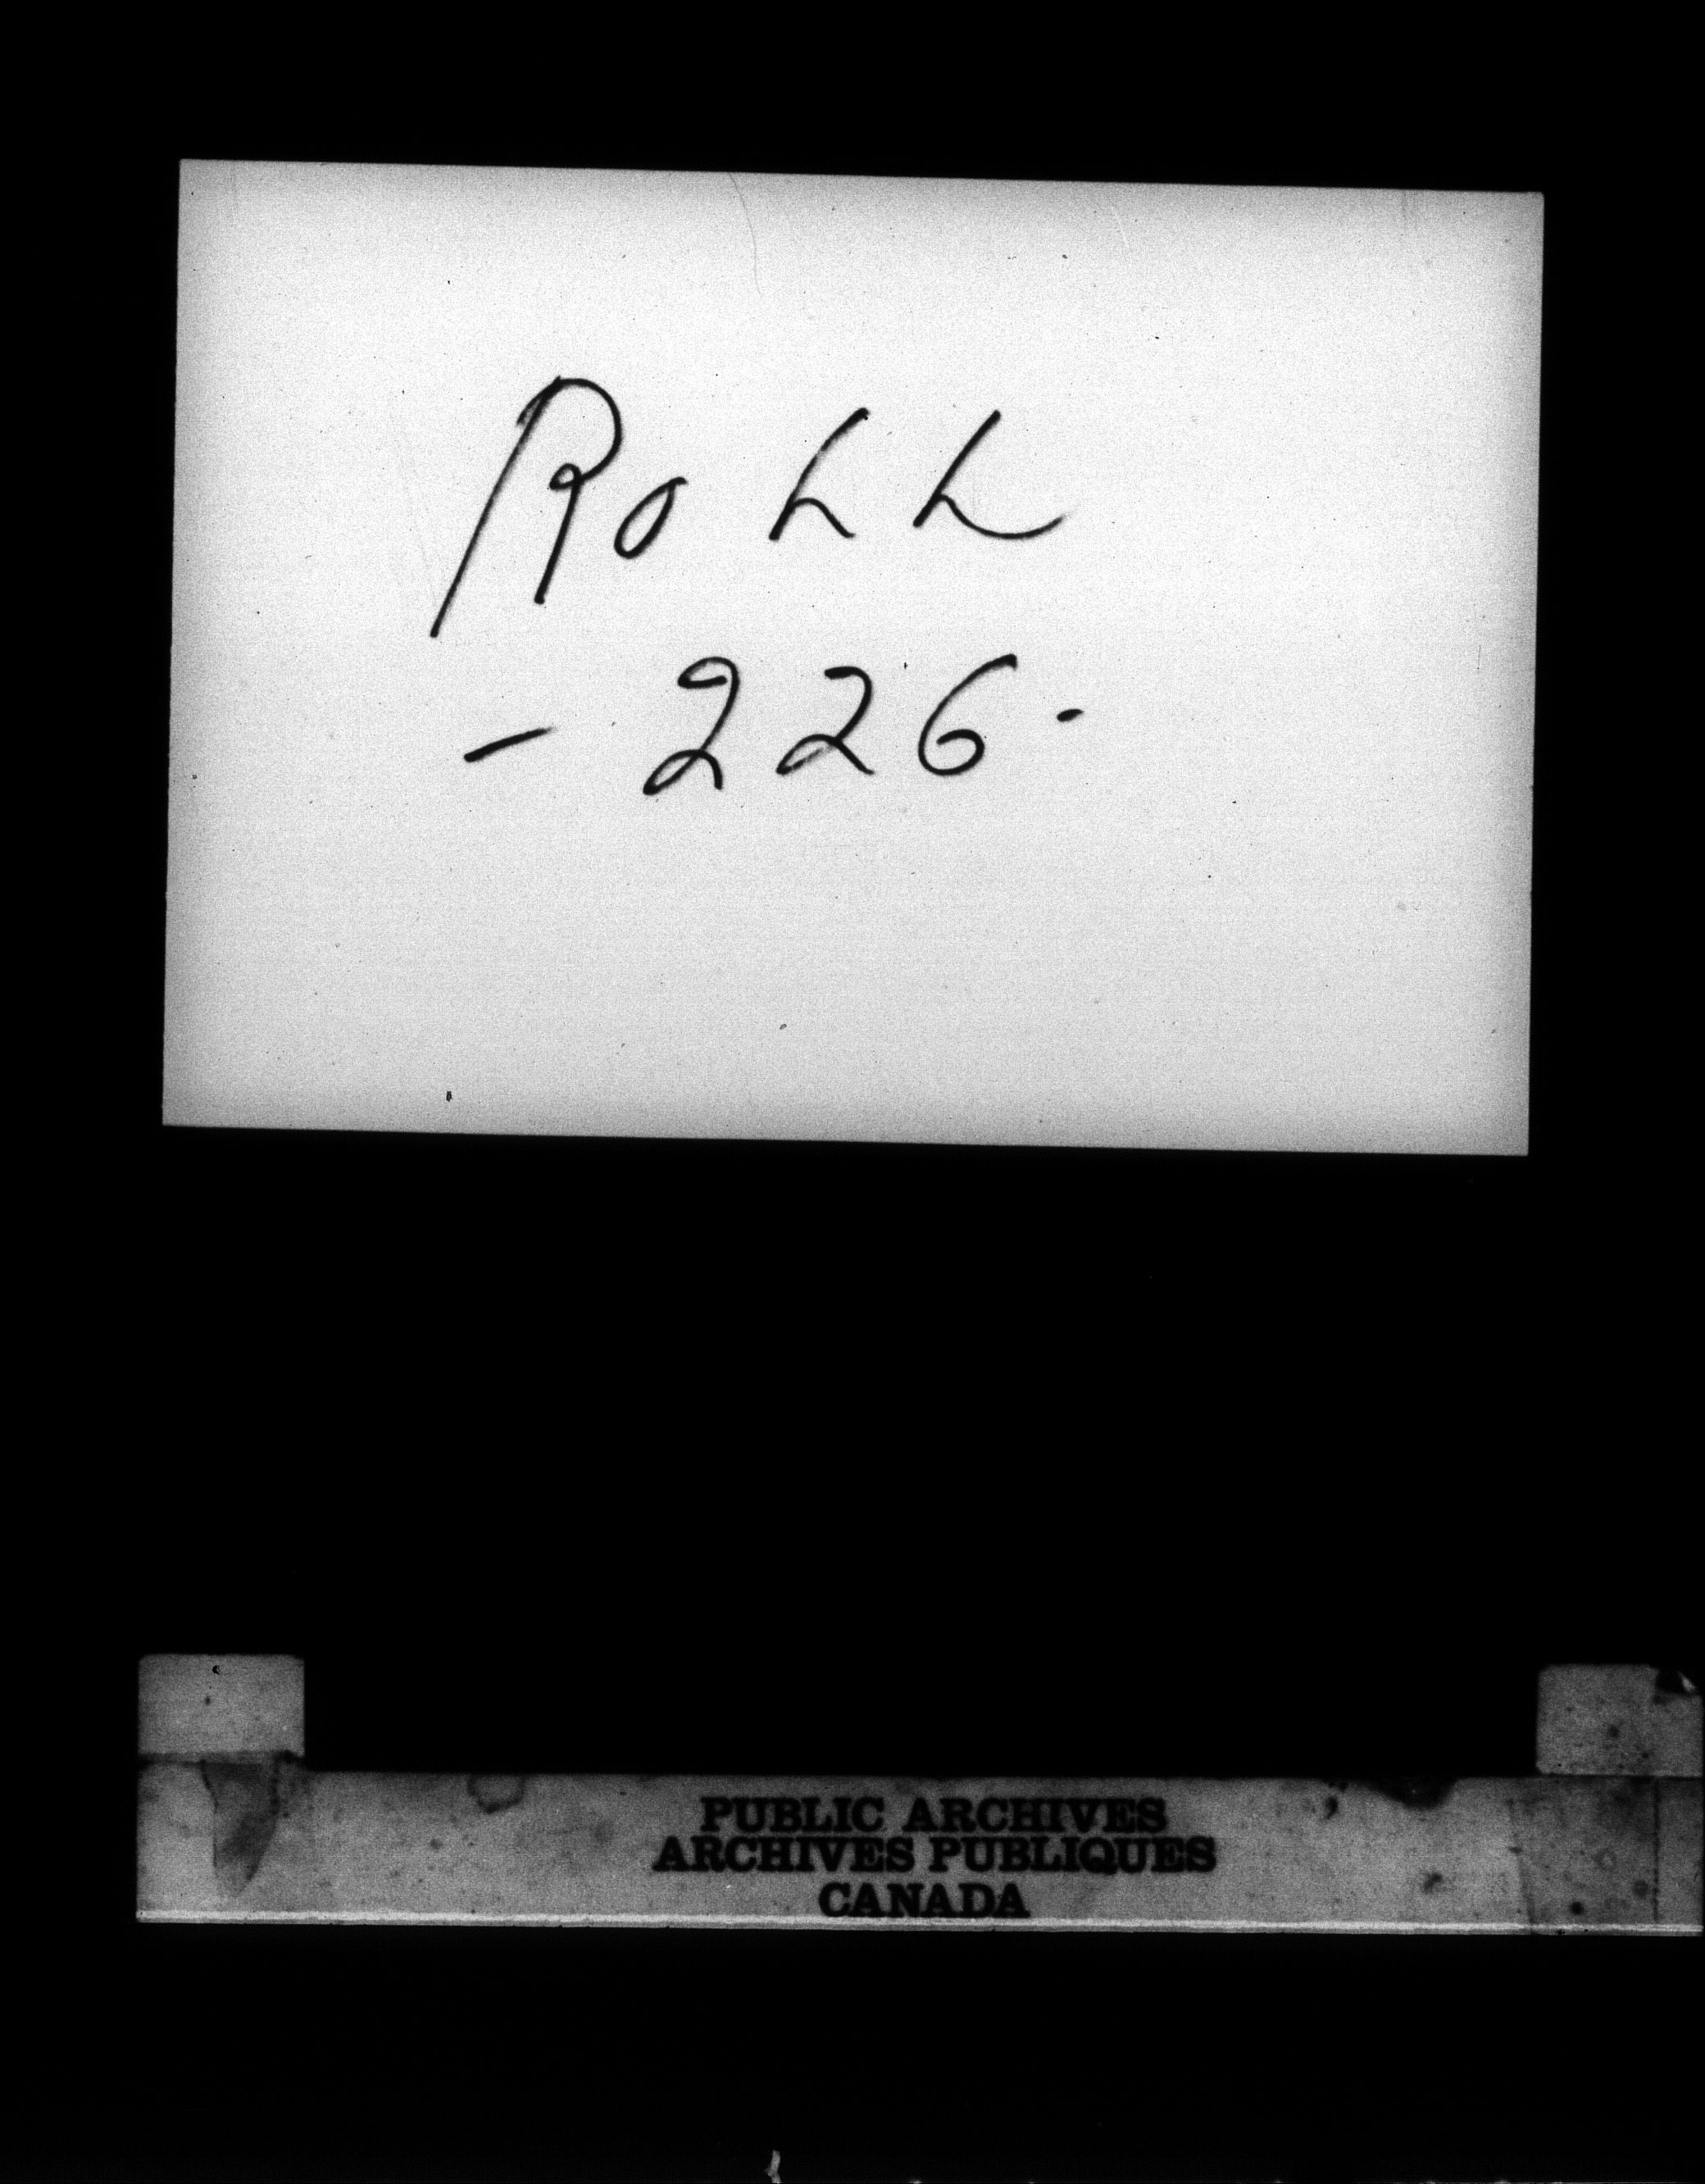 RoLL
- 226 -
PUBLIC ARCHIVES
ARCHIVES PUBLIQUES
CANADA